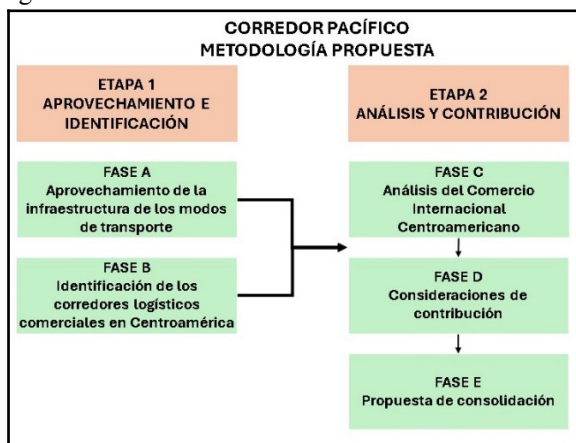 CORREDOR PACÍFICO
METODOLOGÍA PROPUESTA
ETAPA 1
APROVECHAMIENTO E
IDENTIFICACIÓN
FASE A
Aprovechamiento de la
infraestructura de los modos
de transporte
FASE B
Identificación de los
corredores logísticos
comerciales en Centroamérica
ETAPA 2
ANÁLISIS Y CONTRIBUCIÓN
FASE C
Análisis del Comercio
Internacional
Centroamericano
FASE D
Consideraciones de
contribución
FASE E
Propuesta de consolidación